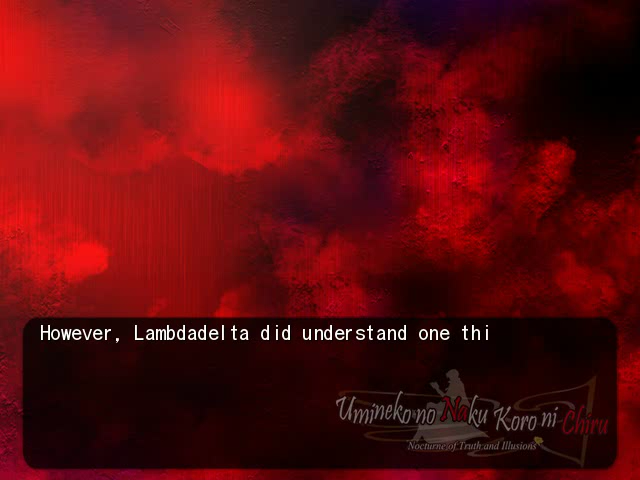 However, Lambdadelta did understand one thi
Umineko no Naku Koro ni Chiru
Nocturne of Truth and Illusions